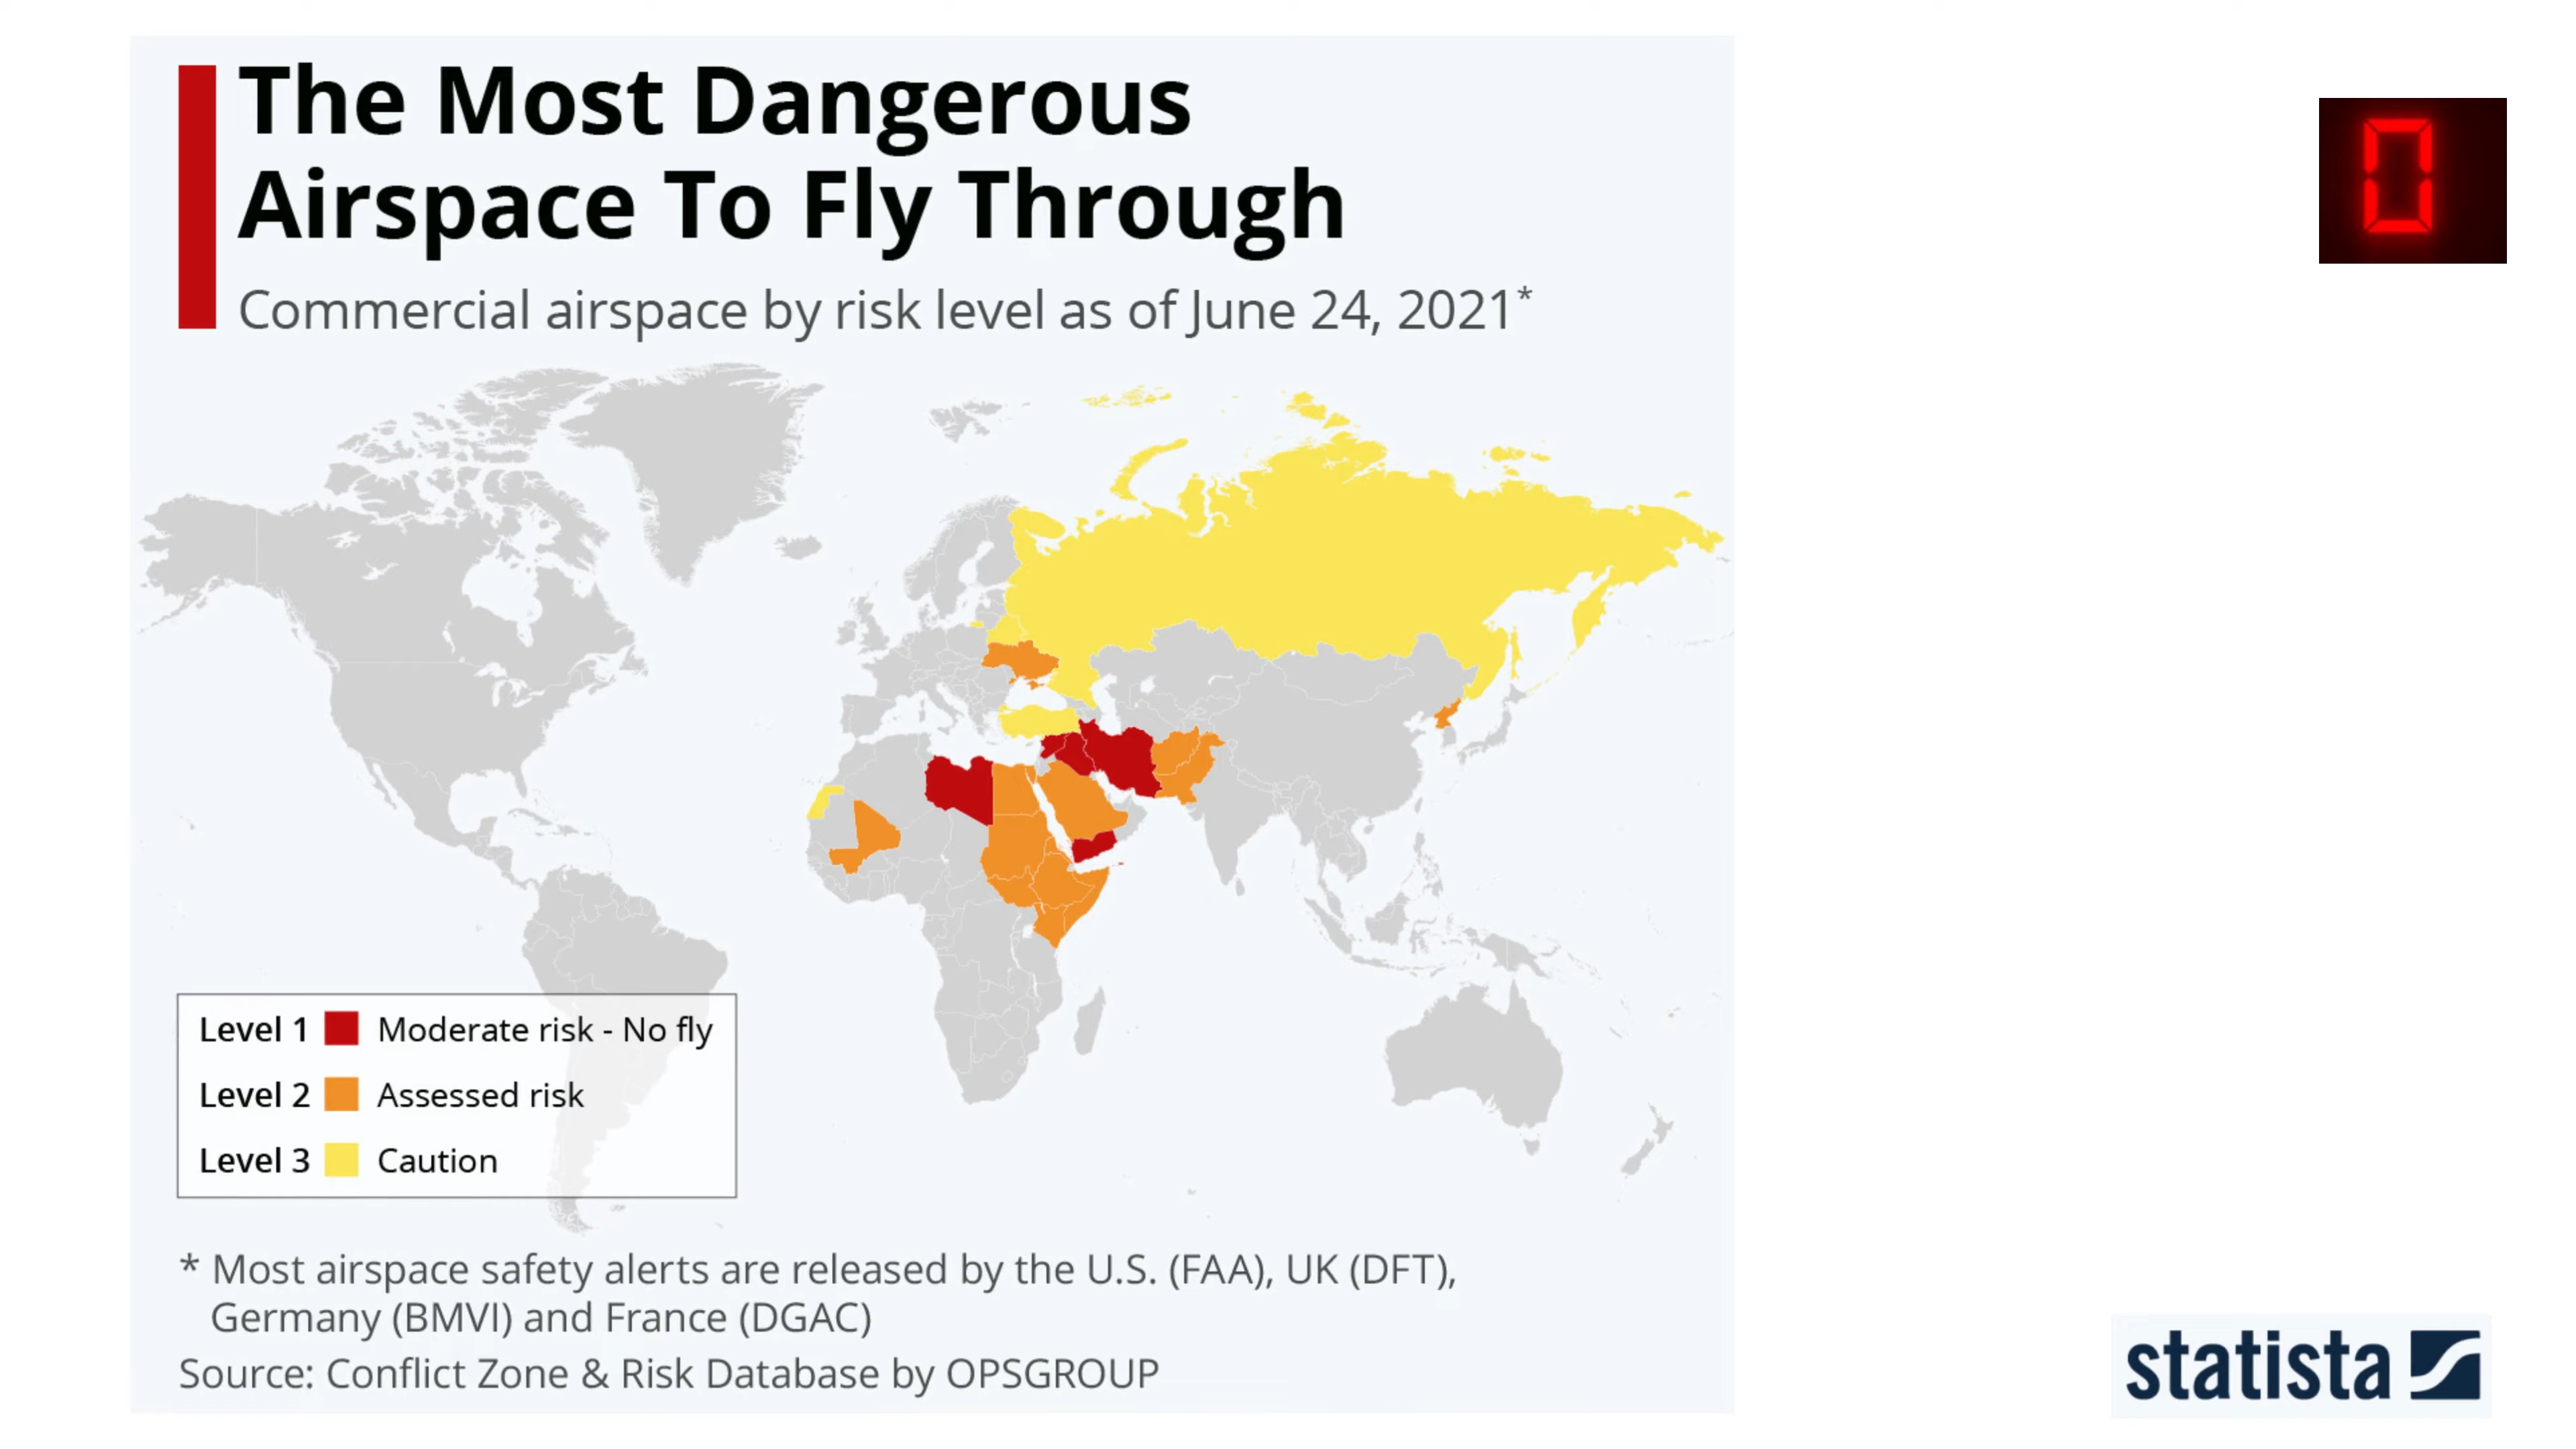 The Most Dangerous
Airspace To Fly Through
Commercial airspace by risk level as of June 24, 2021*
0
Level 1 Moderate risk - No fly
Level 2 Assessed risk
Level 3 Caution
* Most airspace safety alerts are released by the U.S. (FAA), UK (DFT),
Germany (BMVI) and France (DGAC)
Source: Conflict Zone & Risk Database by OPSGROUP
statista